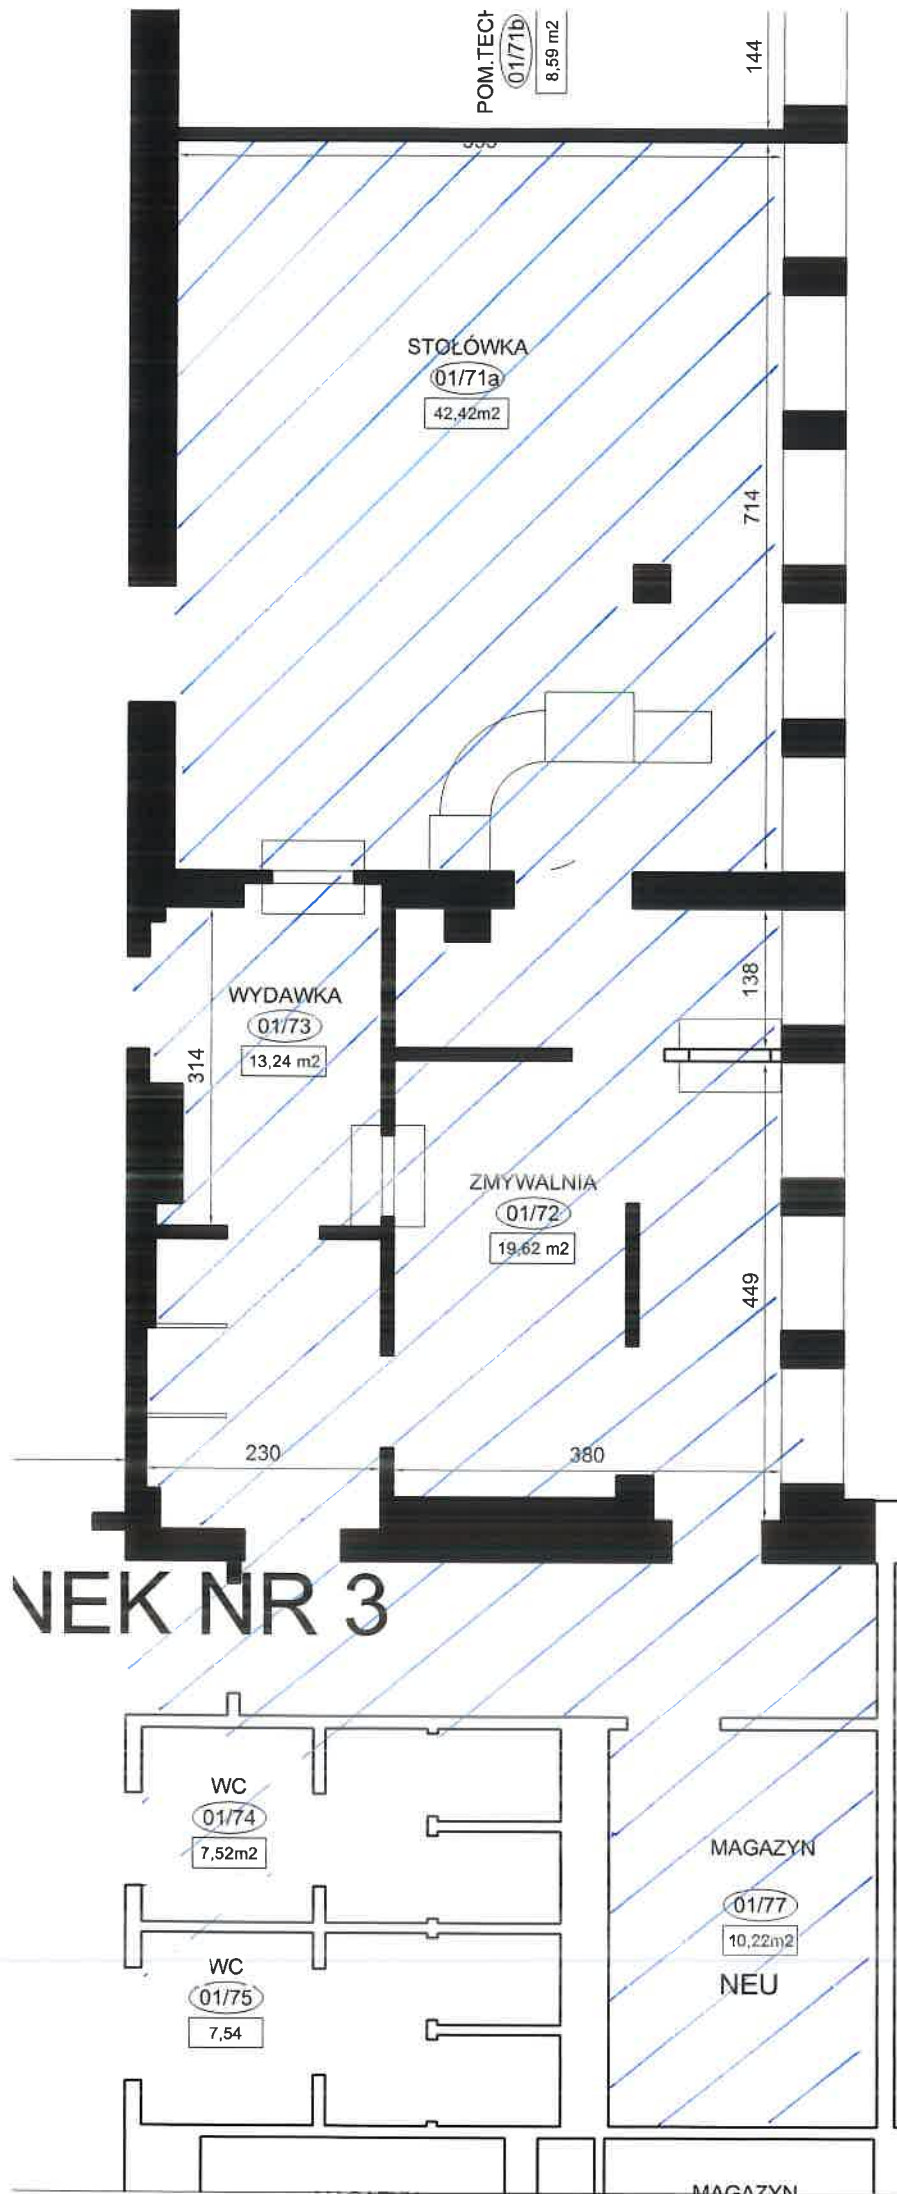 POM.TECH
01/71b
8,59 m2
144
STOŁÓWKA
01/71a
42,42m2
714
WYDAWKA
01/73
13,24 m2
314
138
ZMYWALNIA
01/72
19,62 m2
449
230
380
NEK NR 3
WC
01/74
7,52m2
MAGAZYN
01/77
10,22m2
NEU
WC
01/75
7,54
MAGAZYN